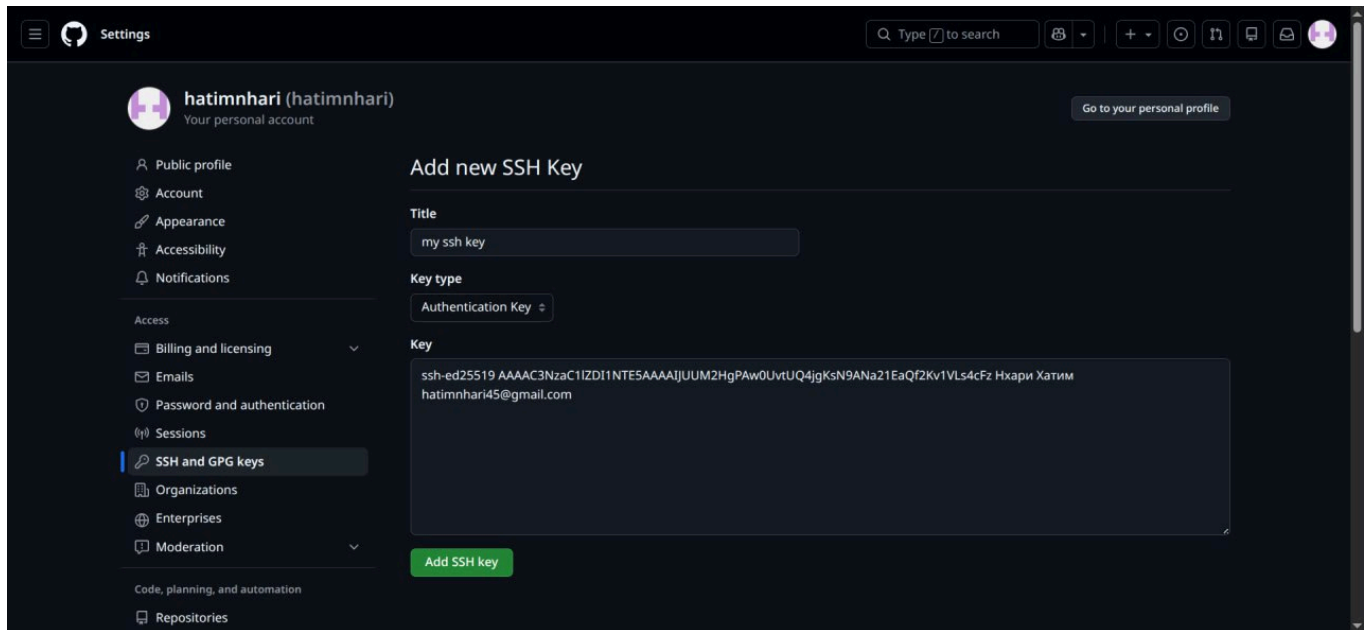 Settings
Type / to search
hatimnhari (hatimnhari)
Your personal account
Go to your personal profile
Public profile
Account
Appearance
Accessibility
Notifications
Access
Billing and licensing
Emails
Password and authentication
Sessions
SSH and GPG keys
Organizations
Enterprises
Moderation
Code, planning, and automation
Repositories
Add new SSH Key
Title
my ssh key
Key type
Authentication Key
Key
ssh-ed25519 AAAAC3NzaC1lZDI1NTE5AAAAIJUUM2HgPAw0UvtUQ4jgKsN9ANa21EaQf2Kv1VLs4cFz Нхари Хатим
hatimnhari45@gmail.com
Add SSH key